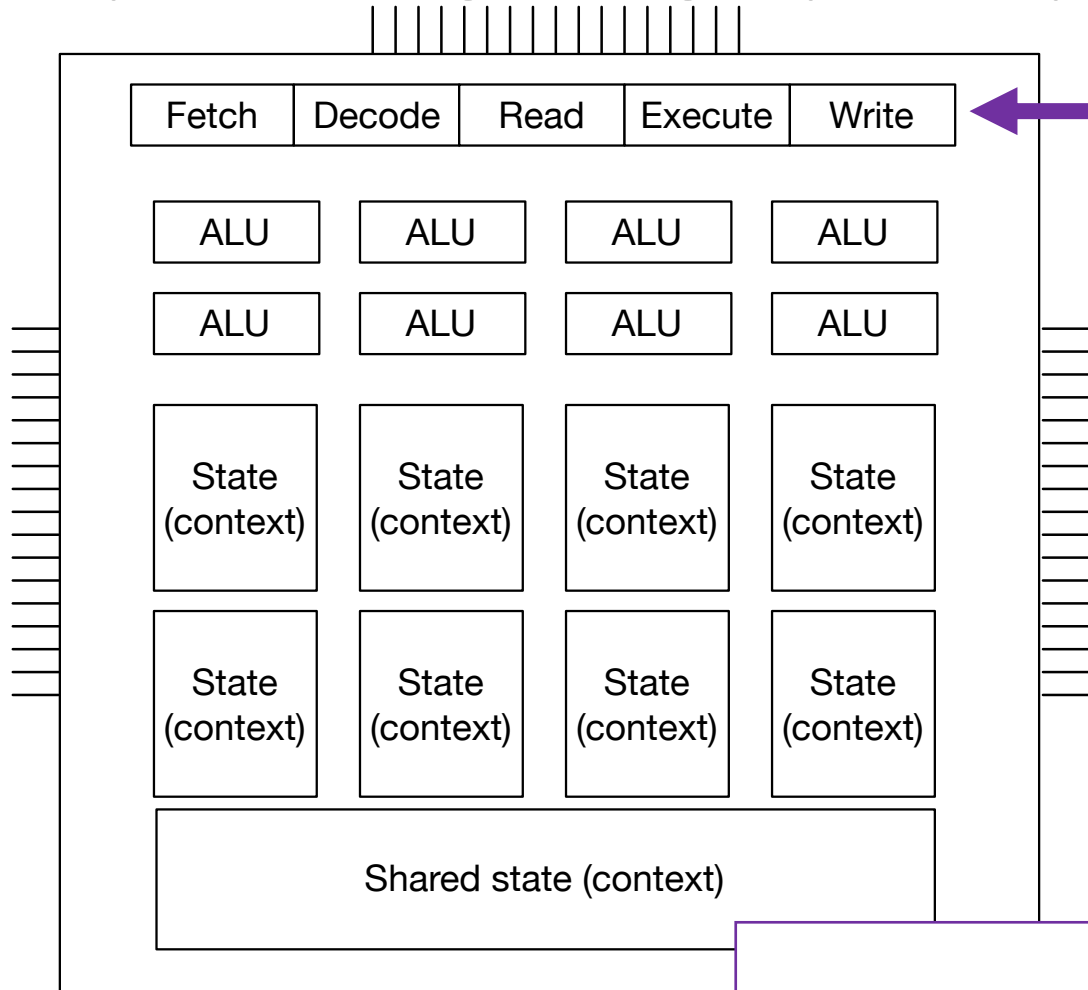 Fetch Decode Read Execute Write
ALU ALU ALU ALU
ALU ALU ALU ALU
State State State State
(context) (context) (context) (context)
State State State State
(context) (context) (context) (context)
Shared state (context)